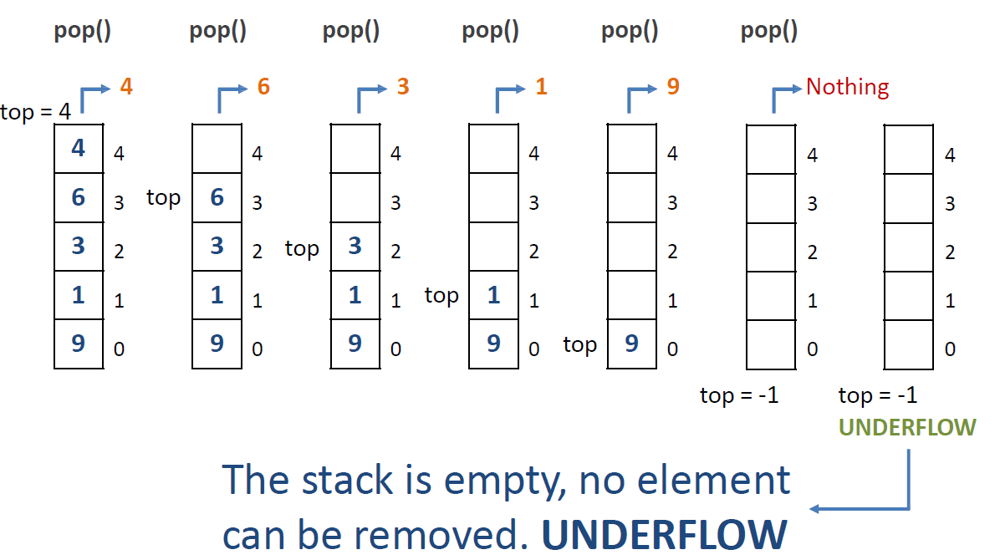 pop() pop() pop() pop() pop() pop()
4 6 3 1 9 Nothing
top = 4
4 4 4 4 4 4 4 4
6 3 top 6 3 3 3 3 3 3
3 2 3 2 top 3 2 2 2 2 2
1 1 1 1 1 1 top 1 1 1 1 1
9 0 9 0 9 0 9 0 top 9 0 0 0
top = -1 top = -1
UNDERFLOW
The stack is empty, no element
can be removed. UNDERFLOW